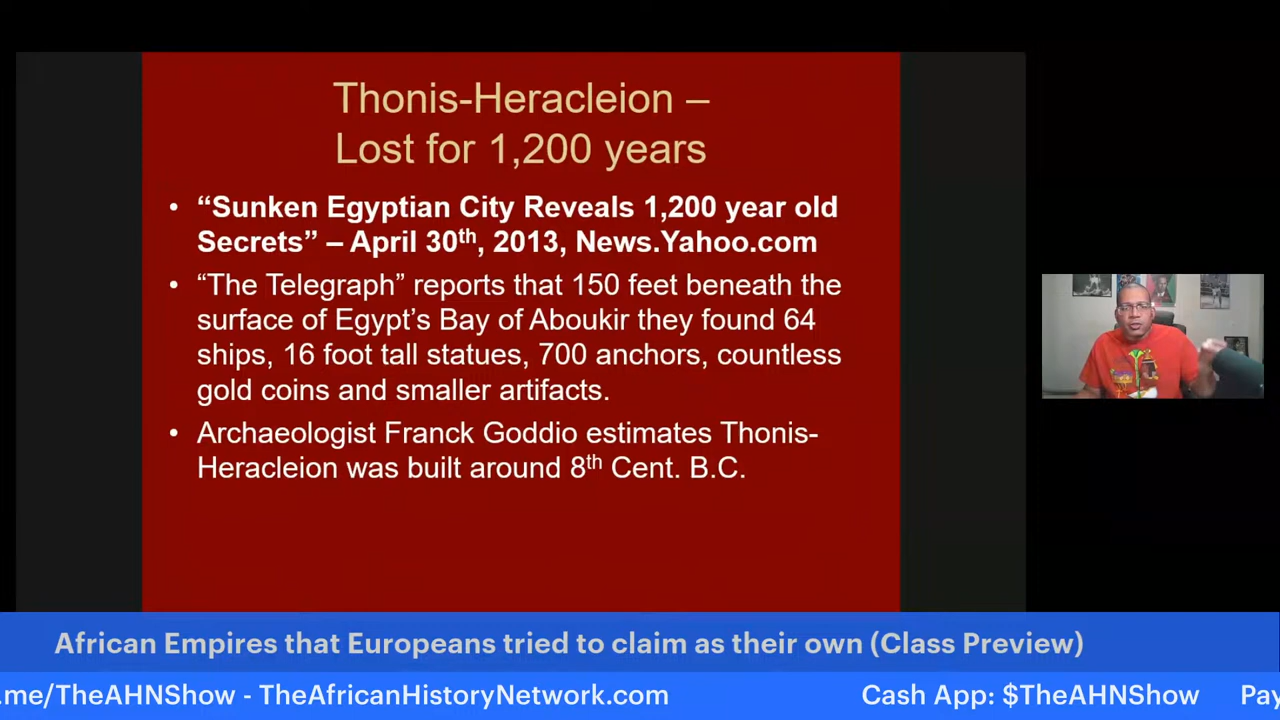 Thonis-Heracleion –
Lost for 1,200 years
• “Sunken Egyptian City Reveals 1,200 year old
Secrets” – April 30th, 2013, News.Yahoo.com
• “The Telegraph” reports that 150 feet beneath the
surface of Egypt’s Bay of Aboukir they found 64
ships, 16 foot tall statues, 700 anchors, countless
gold coins and smaller artifacts.
• Archaeologist Franck Goddio estimates Thonis-
Heracleion was built around 8th Cent. B.C.
African Empires that Europeans tried to claim as their own (Class Preview)
.me/TheAHNShow - TheAfricanHistoryNetwork.com Cash App: $TheAHNShow Pay